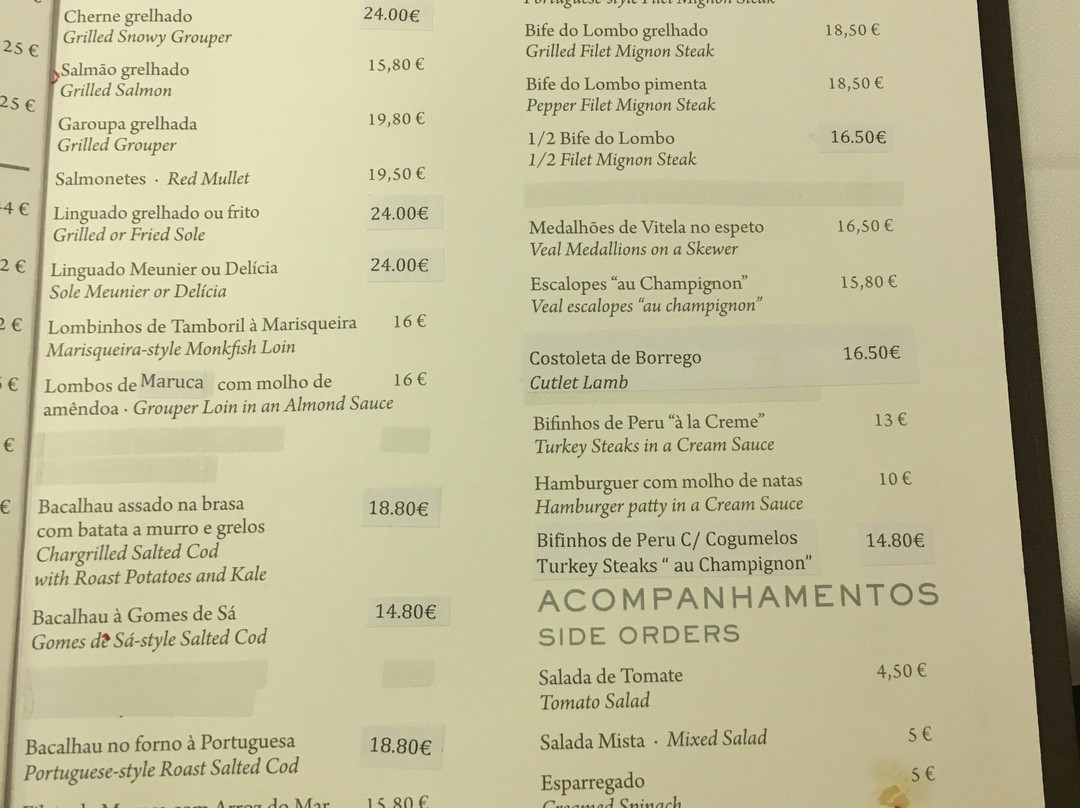 25 €
25 €
4 €
2 €
2 €
€
€
€
Cherne grelhado 24.00€
Grilled Snowy Grouper
Salmão grelhado 15,80 €
Grilled Salmon
Garoupa grelhada 19,80 €
Grilled Grouper
Salmonetes · Red Mullet 19,50 €
Linguado grelhado ou frito 24.00€
Grilled or Fried Sole
Linguado Meunier ou Delícia 24.00€
Sole Meunier or Delícia
Lombinhos de Tamboril à Marisqueira 16 €
Marisqueira-style Monkfish Loin
Lombos de Maruca com molho de 16 €
amêndoa · Grouper Loin in an Almond Sauce
Bacalhau assado na brasa 18.80€
com batata a murro e grelos
Chargrilled Salted Cod
with Roast Potatoes and Kale
Bacalhau à Gomes de Sá 14.80€
Gomes de Sá-style Salted Cod
Bacalhau no forno à Portuguesa 18.80€
Portuguese-style Roast Salted Cod
com Arroz do Mar 15,80 €
Portuguese-style Filet Mignon Steak
Bife do Lombo grelhado 18,50 €
Grilled Filet Mignon Steak
Bife do Lombo pimenta 18,50 €
Pepper Filet Mignon Steak
1/2 Bife do Lombo 16.50€
1/2 Filet Mignon Steak
Medalhões de Vitela no espeto 16,50 €
Veal Medallions on a Skewer
Escalopes “au Champignon” 15,80 €
Veal escalopes “au champignon”
Costoleta de Borrego 16.50€
Cutlet Lamb
Bifinhos de Peru “à la Creme” 13 €
Turkey Steaks in a Cream Sauce
Hamburguer com molho de natas 10 €
Hamburger patty in a Cream Sauce
Bifinhos de Peru C/ Cogumelos 14.80€
Turkey Steaks “ au Champignon”
ACOMPANHAMENTOS
SIDE ORDERS
Salada de Tomate 4,50 €
Tomato Salad
Salada Mista · Mixed Salad 5 €
Esparregado 5 €
Creamed Spinach